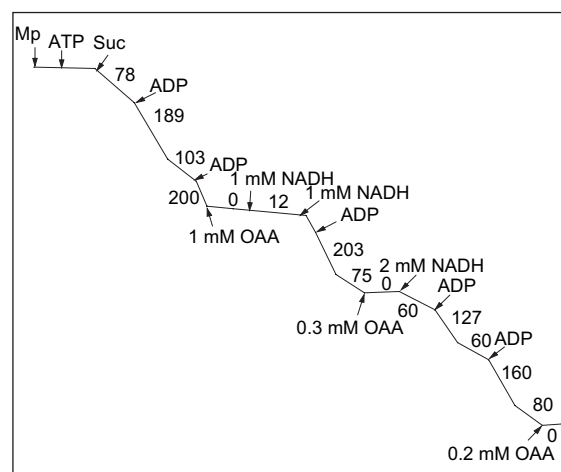 Mp
ATP
Suc
78
ADP
189
103
ADP
200
0
1 mM NADH
12
1 mM NADH
1 mM OAA
ADP
203
75
2 mM NADH
0
60
0.3 mM OAA
ADP
127
60
ADP
160
80
0
0.2 mM OAA